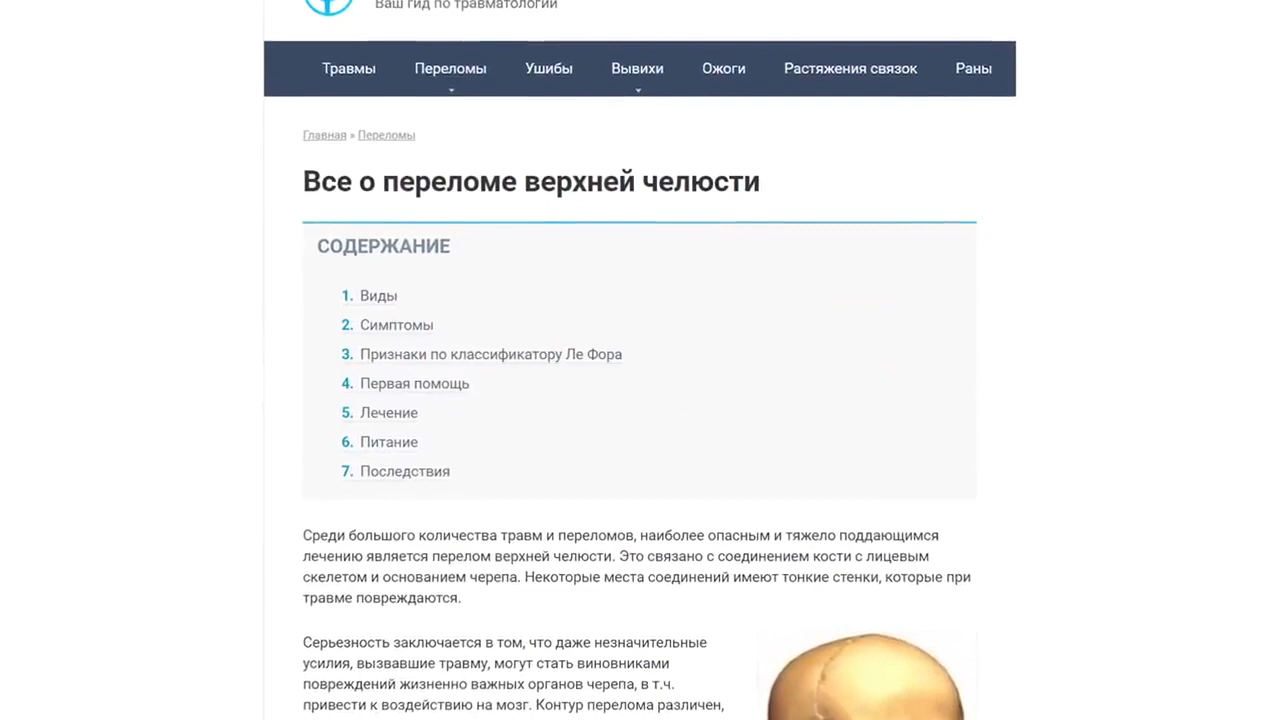 Ваш гид по травматологии
Травмы Переломы Ушибы Вывихи Ожоги Растяжения связок Раны
Главная » Переломы
Все о переломе верхней челюсти
СОДЕРЖАНИЕ
1. Виды
2. Симптомы
3. Признаки по классификатору Ле Фора
4. Первая помощь
5. Лечение
6. Питание
7. Последствия
Среди большого количества травм и переломов, наиболее опасным и тяжело поддающимся
лечению является перелом верхней челюсти. Это связано с соединением кости с лицевым
скелетом и основанием черепа. Некоторые места соединений имеют тонкие стенки, которые при
травме повреждаются.
Серьезность заключается в том, что даже незначительные
усилия, вызвавшие травму, могут стать виновниками
повреждений жизненно важных органов черепа, в т.ч.
привести к воздействию на мозг. Контур перелома различен,